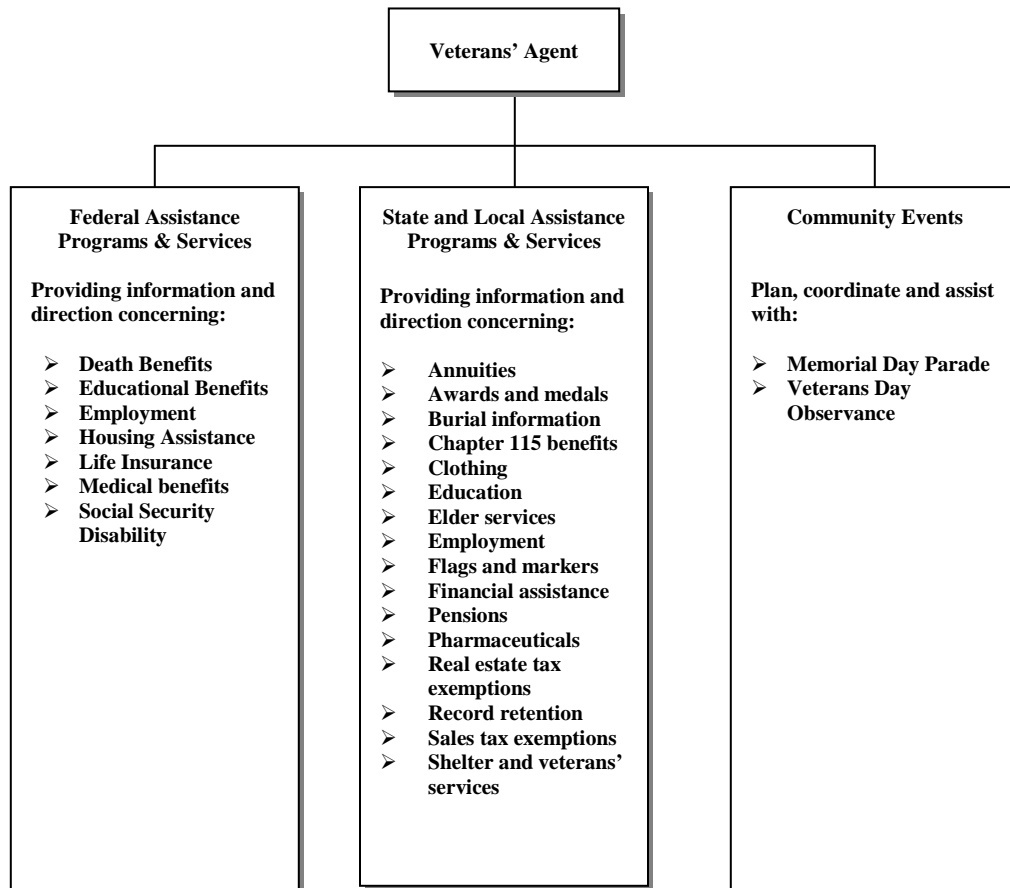 Veterans’ Agent
Federal Assistance
Programs & Services
Providing information and
direction concerning:
➢ Death Benefits
➢ Educational Benefits
➢ Employment
➢ Housing Assistance
➢ Life Insurance
➢ Medical benefits
➢ Social Security
Disability
State and Local Assistance
Programs & Services
Providing information and
direction concerning:
➢ Annuities
➢ Awards and medals
➢ Burial information
➢ Chapter 115 benefits
➢ Clothing
➢ Education
➢ Elder services
➢ Employment
➢ Flags and markers
➢ Financial assistance
➢ Pensions
➢ Pharmaceuticals
➢ Real estate tax
exemptions
➢ Record retention
➢ Sales tax exemptions
➢ Shelter and veterans’
services
Community Events
Plan, coordinate and assist
with:
➢ Memorial Day Parade
➢ Veterans Day
Observance